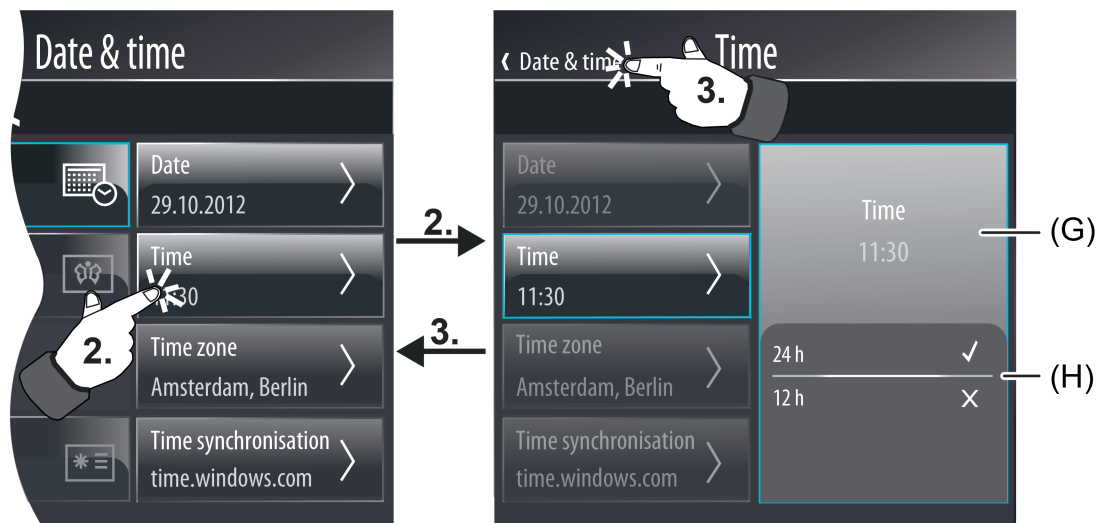 Date & time
Date
29.10.2012
Time
11:30
Time zone
Amsterdam, Berlin
Time synchronisation
time.windows.com
2.
2.
3.
Date & time
Time
3.
Date
29.10.2012
Time
11:30
Time zone
Amsterdam, Berlin
Time synchronisation
time.windows.com
Time
11:30
24 h ✓
12 h X
(G)
(H)